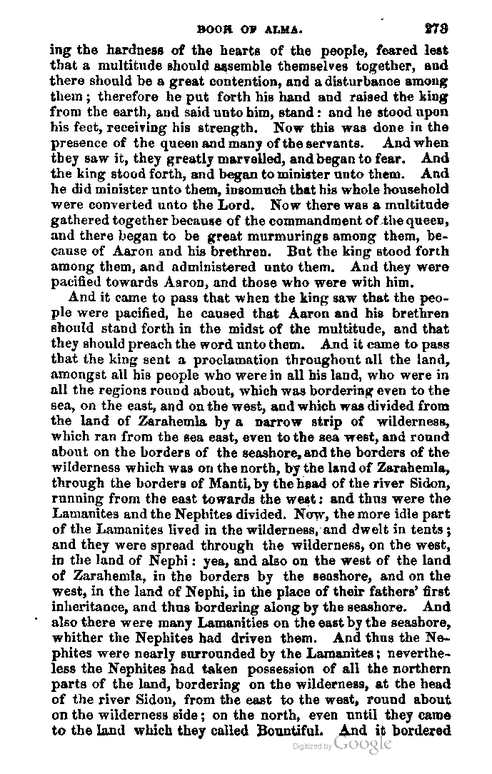 BOOK OF ALMA. 279
ing the hardness of the hearts of the people, feared lest
that a multitude should assemble themselves together, and
there should be a great contention, and a disturbance among
them; therefore he put forth his hand and raised the king
from the earth, and said unto him, stand: and he stood upon
his feet, receiving his strength. Now this was done in the
presence of the queen and many of the servants. And when
they saw it, they greatly marvelled, and began to fear. And
the king stood forth, and began to minister unto them. And
he did minister unto them, insomuch that his whole household
were converted unto the Lord. Now there was a multitude
gathered together because of the commandment of the queen,
and there began to be great murmurings among them, be-
cause of Aaron and his brethren. But the king stood forth
among them, and administered unto them. And they were
pacified towards Aaron, and those who were with him.
And it came to pass that when the king saw that the peo-
ple were pacified, he caused that Aaron and his brethren
should stand forth in the midst of the multitude, and that
they should preach the word unto them. And it came to pass
that the king sent a proclamation throughout all the land,
amongst all his people who were in all his land, who were in
all the regions round about, which was bordering even to the
sea, on the east, and on the west, and which was divided from
the land of Zarahemla by a narrow strip of wilderness,
which ran from the sea east, even to the sea west, and round
about on the borders of the seashore, and the borders of the
wilderness which was on the north, by the land of Zarahemla,
through the borders of Manti, by the head of the river Sidon,
running from the east towards the west: and thus were the
Lamanites and the Nephites divided. Now, the more idle part
of the Lamanites lived in the wilderness, and dwelt in tents;
and they were spread through the wilderness, on the west,
in the land of Nephi: yea, and also on the west of the land
of Zarahemla, in the borders by the seashore, and on the
west, in the land of Nephi, in the place of their fathers' first
inheritance, and thus bordering along by the seashore. And
also there were many Lamanities on the east by the seashore,
whither the Nephites had driven them. And thus the Ne-
phites were nearly surrounded by the Lamanites; neverthe-
less the Nephites had taken possession of all the northern
parts of the land, bordering on the wilderness, at the head
of the river Sidon, from the east to the west, round about
on the wilderness side; on the north, even until they came
to the land which they called Bountiful. And it bordered
Digitized by Google